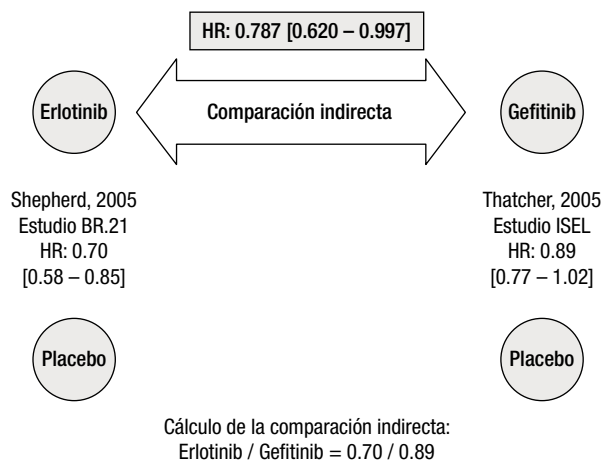 HR: 0.787 [0.620 – 0.997]
Erlotinib
Comparación indirecta
Gefitinib
Shepherd, 2005
Estudio BR.21
HR: 0.70
[0.58 – 0.85]
Thatcher, 2005
Estudio ISEL
HR: 0.89
[0.77 – 1.02]
Placebo
Placebo
Cálculo de la comparación indirecta:
Erlotinib / Gefitinib = 0.70 / 0.89